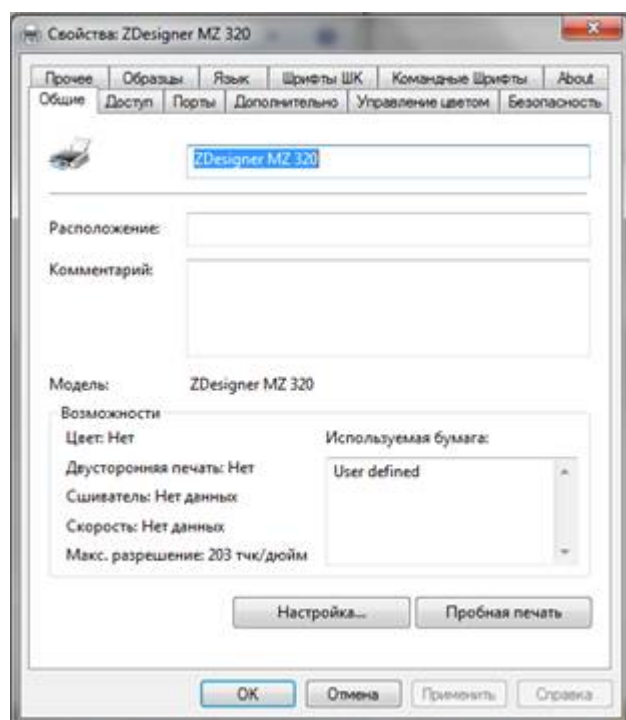 Свойства: ZDesigner MZ 320
Прочее Образцы Язык Шрифты ШК Командные Шрифты About
Общие Доступ Порты Дополнительно Управление цветом Безопасность
ZDesigner MZ 320
Расположение:
Комментарий:
Модель: ZDesigner MZ 320
Возможности
Цвет: Нет Используемая бумага:
Двусторонняя печать: Нет User defined
Сшиватель: Нет данных
Скорость: Нет данных
Макс. разрешение: 203 тчк/дюйм
Настройка... Пробная печать
OK Отмена Применить Справка